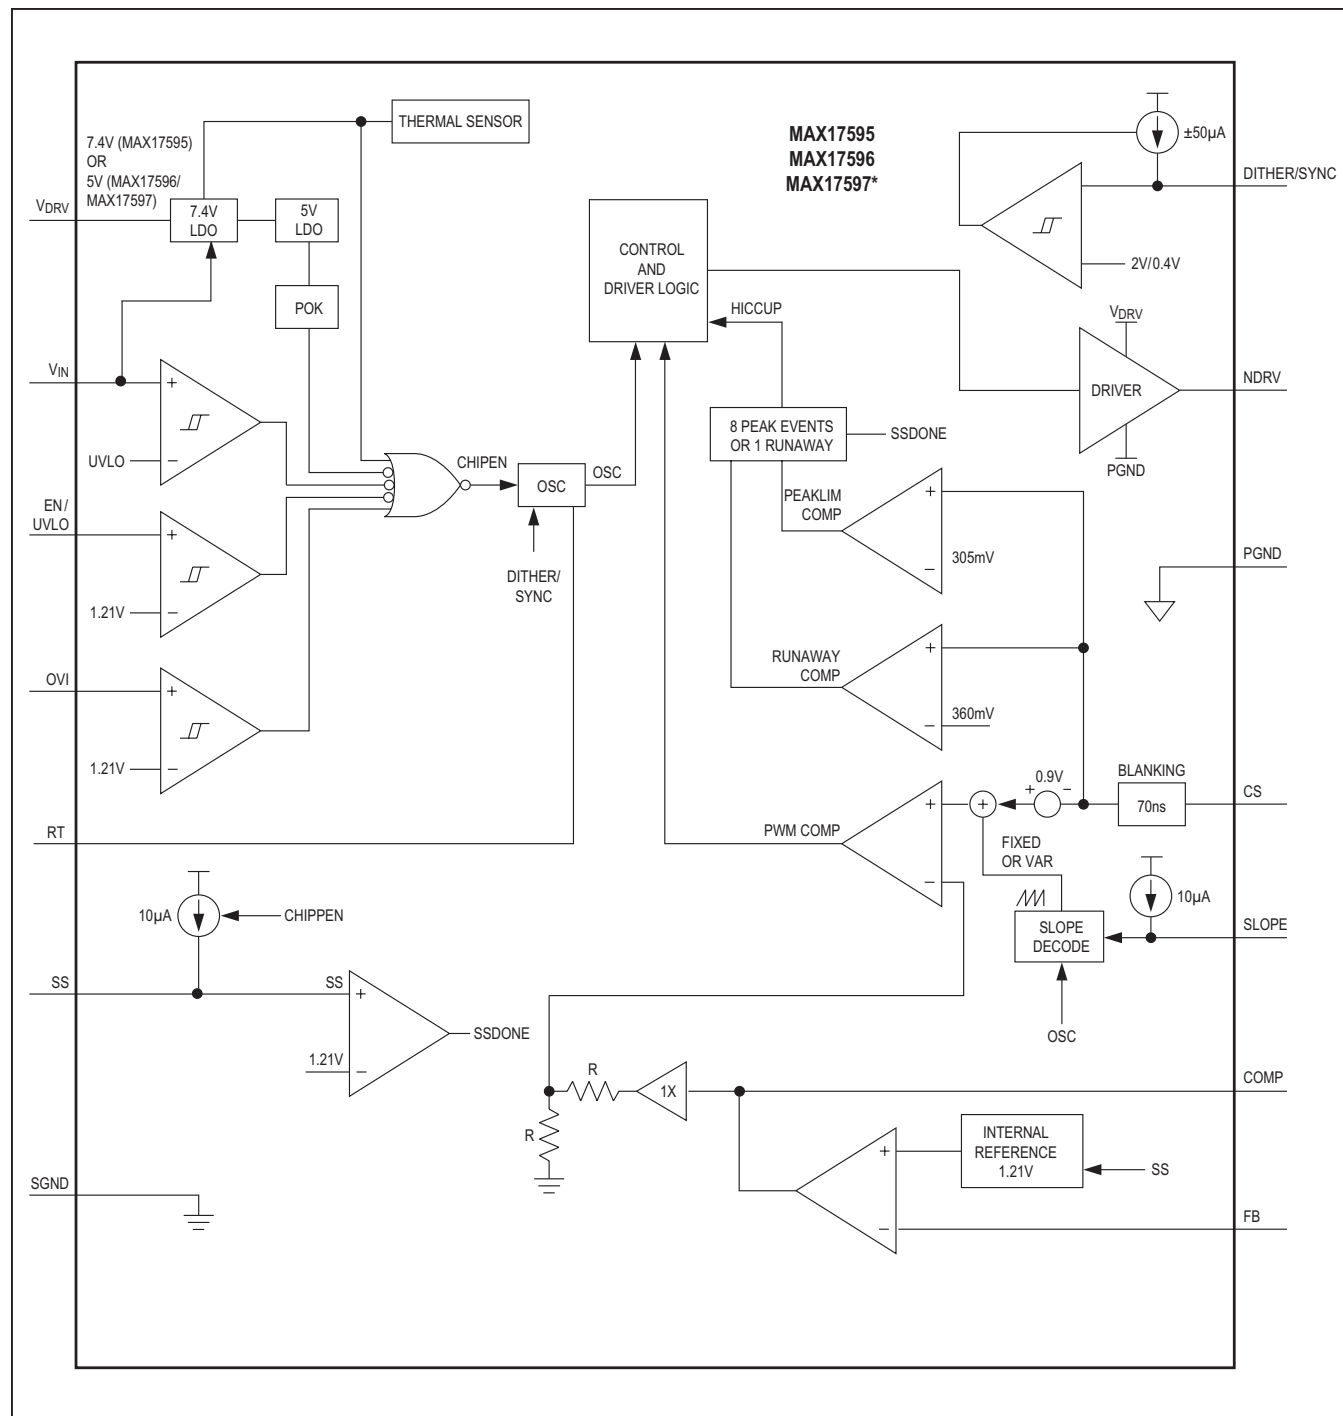 THERMAL SENSOR
7.4V (MAX17595)
OR
5V (MAX17596/
MAX17597)
VDRV
7.4V
LDO
5V
LDO
POK
VIN
+
UVLO
−
EN/
UVLO
+
1.21V
−
OVI
+
1.21V
−
RT
CHIPEN
OSC
OSC
DITHER/
SYNC
MAX17595
MAX17596
MAX17597*
±50µA
DITHER/SYNC
2V/0.4V
CONTROL
AND
DRIVER LOGIC
HICCUP
VDRV
DRIVER
NDRV
PGND
8 PEAK EVENTS
OR 1 RUNAWAY
SSDONE
PEAKLIM
COMP
+
305mV
−
PGND
RUNAWAY
COMP
+
360mV
−
BLANKING
70ns
CS
0.9V
+ −
+
PWM COMP
+
−
FIXED
OR VAR
SLOPE
DECODE
10µA
SLOPE
OSC
10µA
CHIPPEN
SS
SS
+
SSDONE
1.21V
−
R
R
1X
COMP
INTERNAL
REFERENCE
1.21V
SS
+
−
FB
SGND